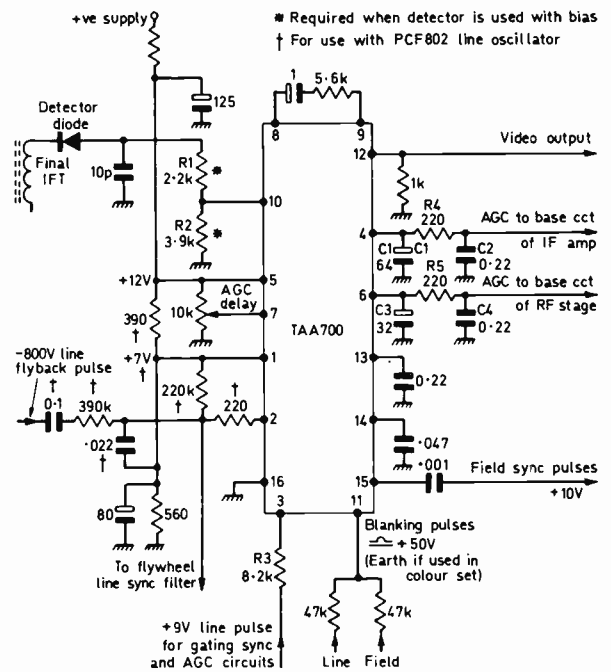 +ve supply
* Required when detector is used with bias
† For use with PCF802 line oscillator
125
1
5.6k
8
9
Detector
diode
Final
IFT
10p
R1
2.2k
*
R2
3.9k
*
10
12
Video output
1k
4
R4
220
AGC to base cct
of IF amp
C1
C1
64
C2
0.22
R5
220
6
AGC to base cct
of RF stage
C3
32
C4
0.22
+12V
5
AGC
delay
10k
7
TAA700
390
†
+7V
†
1
13
0.22
-800V line
flyback pulse
†
†
0.1
390k
220k
†
†
220
2
.022
†
14
.047
.001
15
Field sync pulses
+10V
16
80
560
3
11
Blanking pulses
+50V
(Earth if used in
colour set)
To flywheel
line sync filter
R3
8.2k
47k
47k
+9V line pulse
for gating sync
and AGC circuits
Line
Field